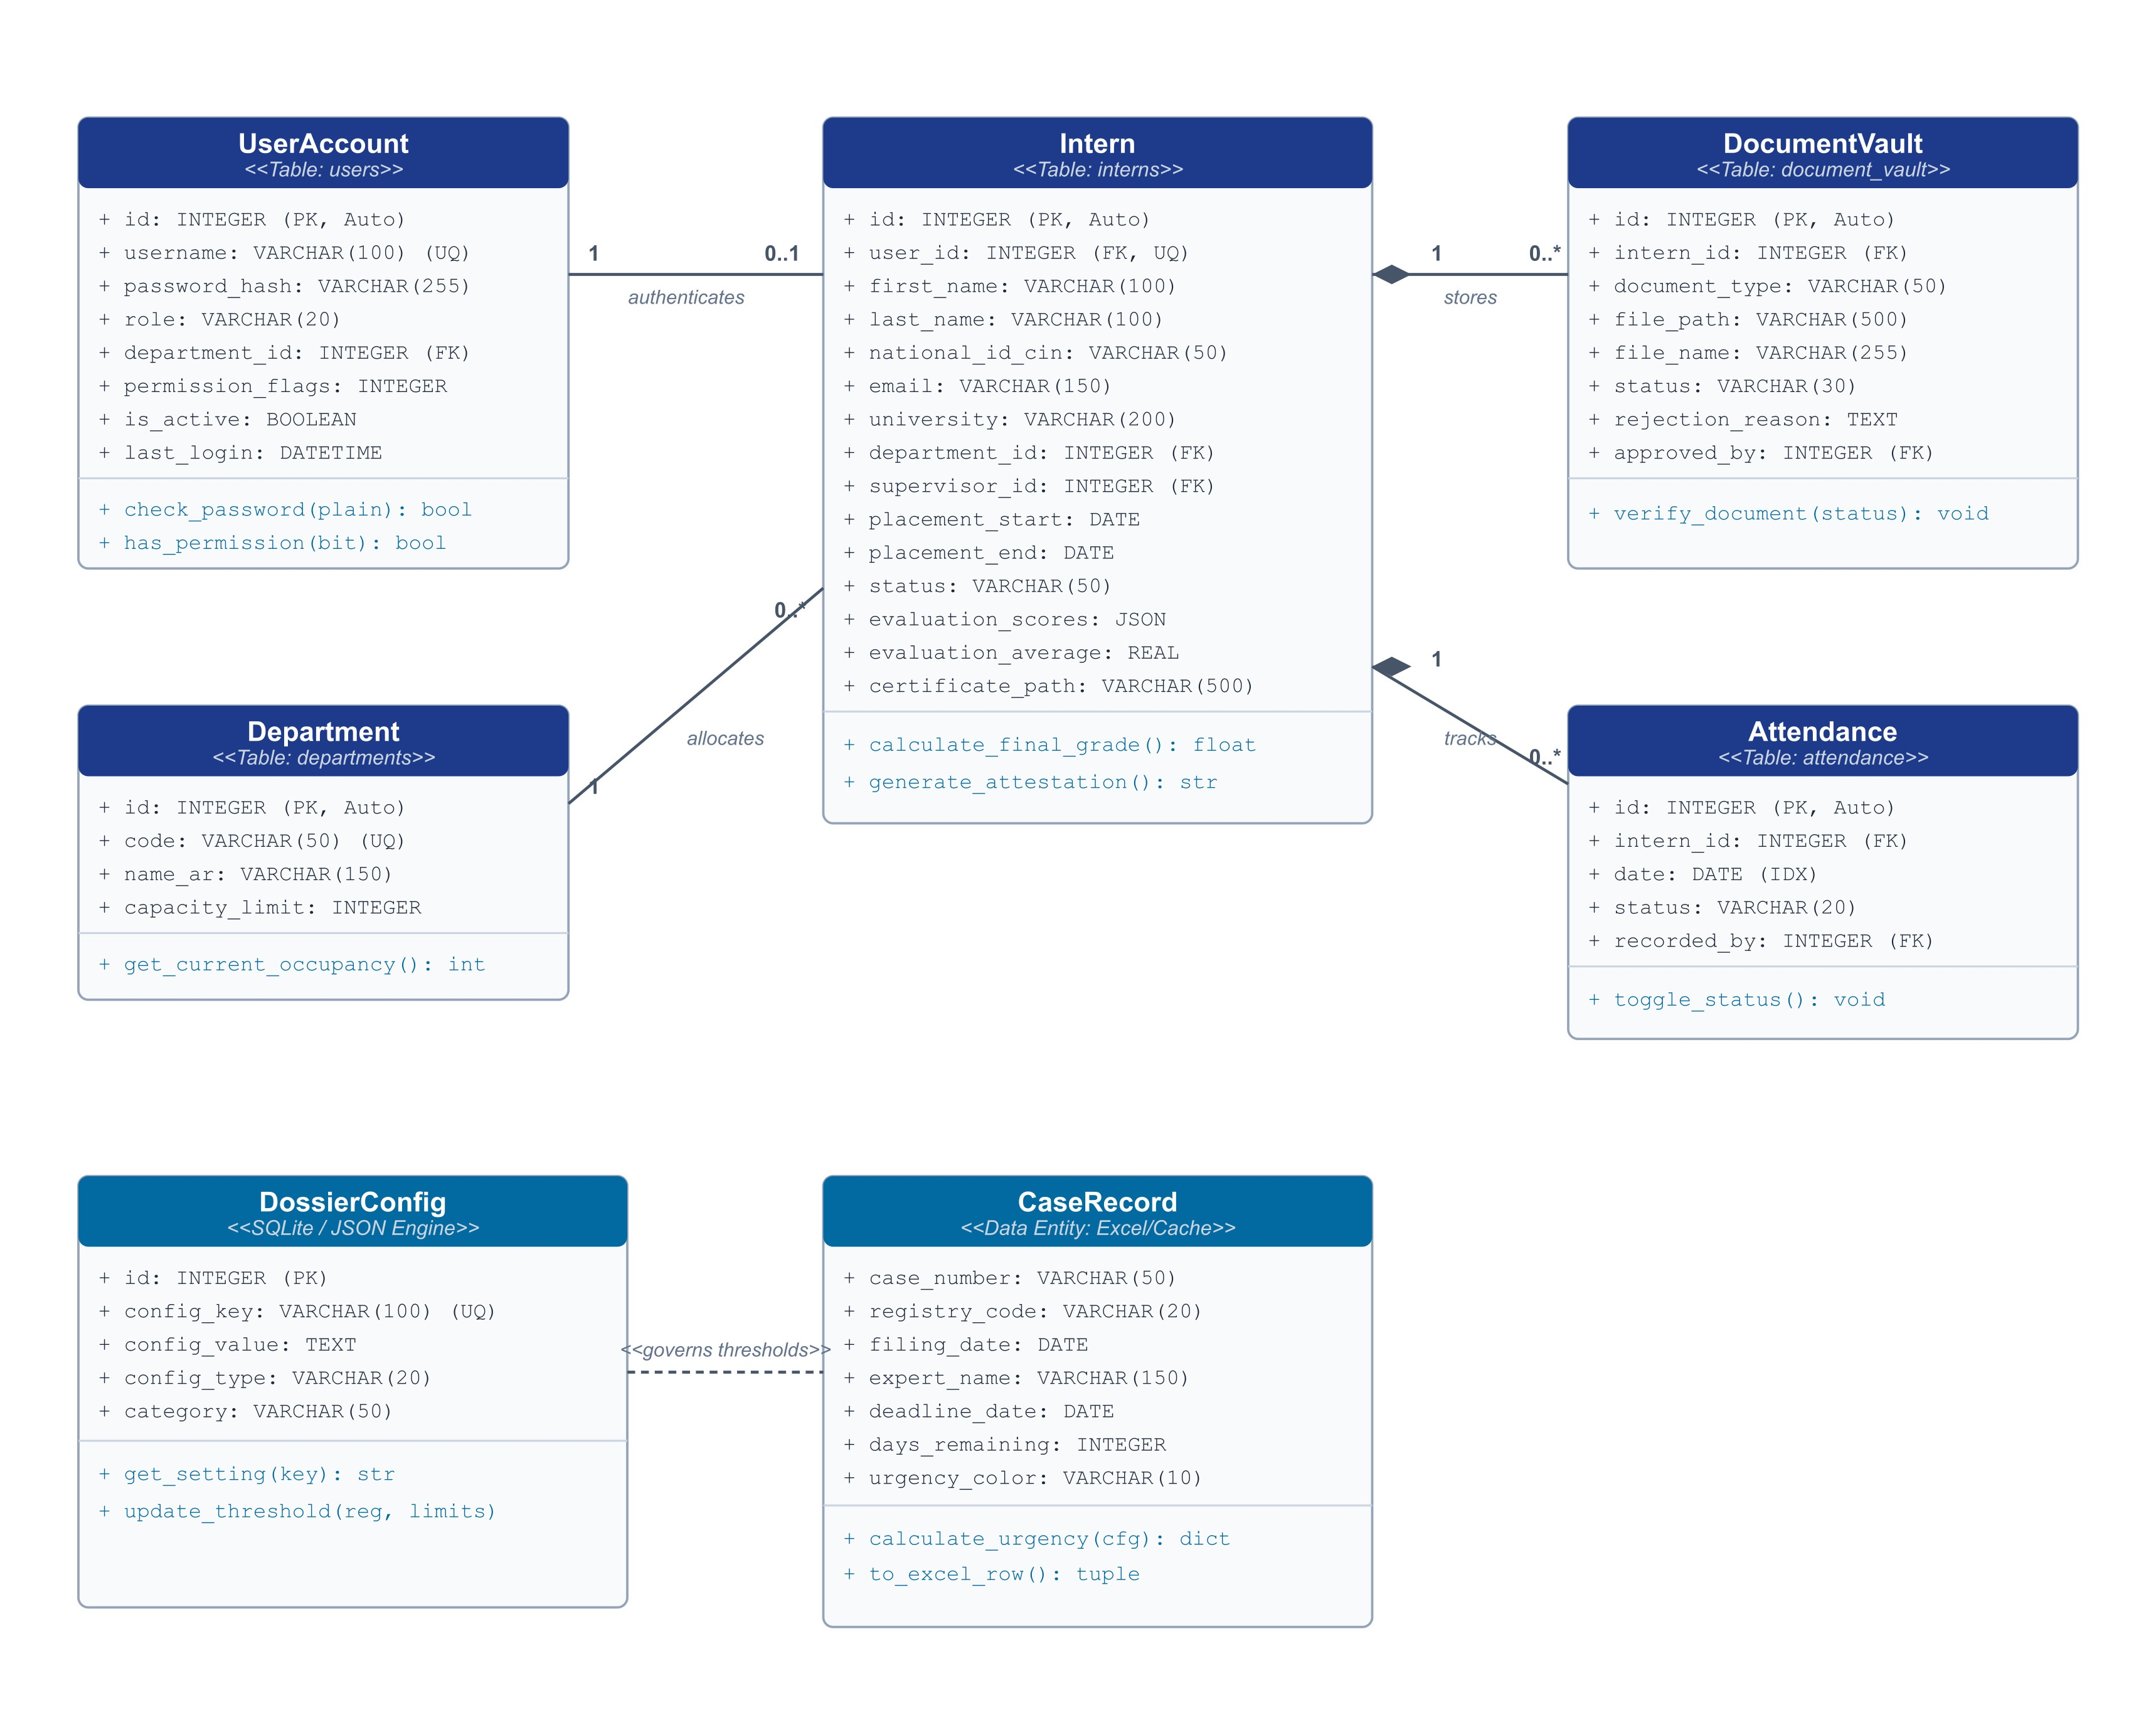 UserAccount
<<Table: users>>
+ id: INTEGER (PK, Auto)
+ username: VARCHAR(100) (UQ)
+ password_hash: VARCHAR(255)
+ role: VARCHAR(20)
+ department_id: INTEGER (FK)
+ permission_flags: INTEGER
+ is_active: BOOLEAN
+ last_login: DATETIME
+ check_password(plain): bool
+ has_permission(bit): bool
1
0..1
authenticates
Intern
<<Table: interns>>
+ id: INTEGER (PK, Auto)
+ user_id: INTEGER (FK, UQ)
+ first_name: VARCHAR(100)
+ last_name: VARCHAR(100)
+ national_id_cin: VARCHAR(50)
+ email: VARCHAR(150)
+ university: VARCHAR(200)
+ department_id: INTEGER (FK)
+ supervisor_id: INTEGER (FK)
+ placement_start: DATE
+ placement_end: DATE
+ status: VARCHAR(50)
+ evaluation_scores: JSON
+ evaluation_average: REAL
+ certificate_path: VARCHAR(500)
+ calculate_final_grade(): float
+ generate_attestation(): str
1
0..*
stores
DocumentVault
<<Table: document_vault>>
+ id: INTEGER (PK, Auto)
+ intern_id: INTEGER (FK)
+ document_type: VARCHAR(50)
+ file_path: VARCHAR(500)
+ file_name: VARCHAR(255)
+ status: VARCHAR(30)
+ rejection_reason: TEXT
+ approved_by: INTEGER (FK)
+ verify_document(status): void
0..*
allocates
1
Department
<<Table: departments>>
+ id: INTEGER (PK, Auto)
+ code: VARCHAR(50) (UQ)
+ name_ar: VARCHAR(150)
+ capacity_limit: INTEGER
+ get_current_occupancy(): int
1
tracks
0..*
Attendance
<<Table: attendance>>
+ id: INTEGER (PK, Auto)
+ intern_id: INTEGER (FK)
+ date: DATE (IDX)
+ status: VARCHAR(20)
+ recorded_by: INTEGER (FK)
+ toggle_status(): void
DossierConfig
<<SQLite / JSON Engine>>
+ id: INTEGER (PK)
+ config_key: VARCHAR(100) (UQ)
+ config_value: TEXT
+ config_type: VARCHAR(20)
+ category: VARCHAR(50)
+ get_setting(key): str
+ update_threshold(reg, limits)
<<governs thresholds>>
CaseRecord
<<Data Entity: Excel/Cache>>
+ case_number: VARCHAR(50)
+ registry_code: VARCHAR(20)
+ filing_date: DATE
+ expert_name: VARCHAR(150)
+ deadline_date: DATE
+ days_remaining: INTEGER
+ urgency_color: VARCHAR(10)
+ calculate_urgency(cfg): dict
+ to_excel_row(): tuple